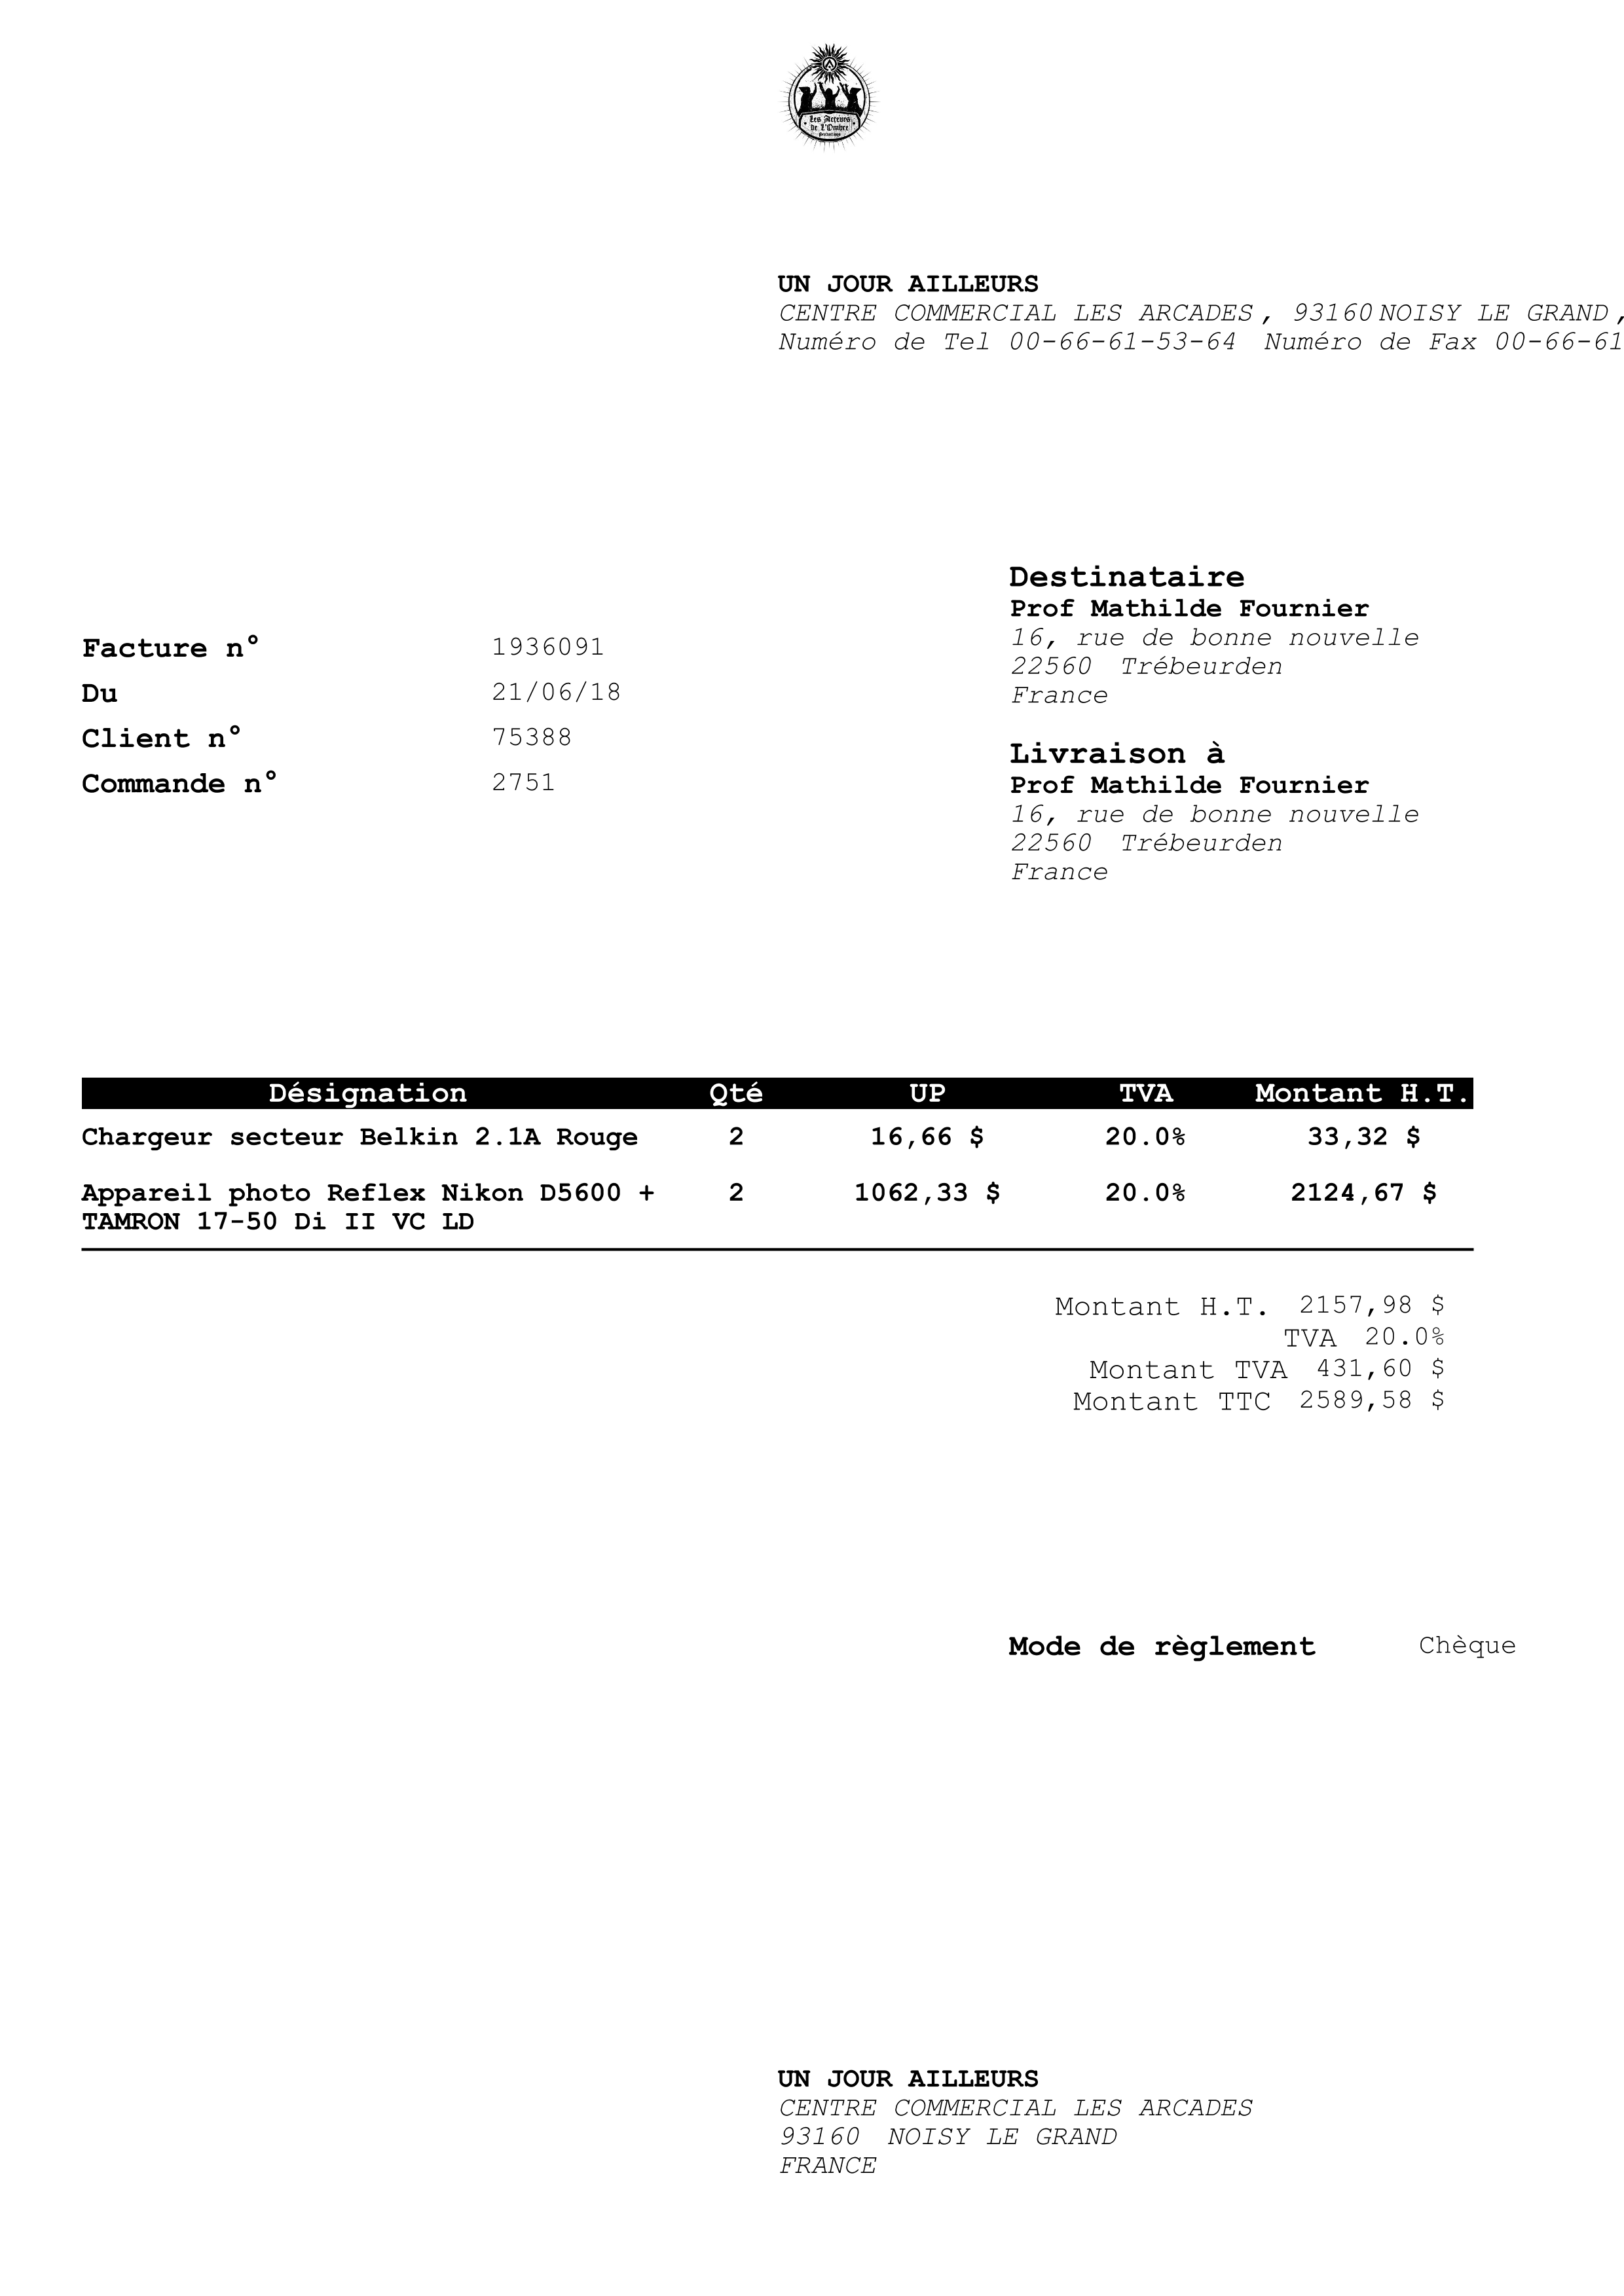 Les Acteurs
de L'Ombre
Productions
UN JOUR AILLEURS
CENTRE COMMERCIAL LES ARCADES, 93160 NOISY LE GRAND,
Numéro de Tel 00-66-61-53-64 Numéro de Fax 00-66-61
Destinataire
Prof Mathilde Fournier
16, rue de bonne nouvelle
22560 Trébeurden
France
Facture n° 1936091
Du 21/06/18
Client n° 75388
Commande n° 2751
Livraison à
Prof Mathilde Fournier
16, rue de bonne nouvelle
22560 Trébeurden
France
Désignation Qté UP TVA Montant H.T.
Chargeur secteur Belkin 2.1A Rouge 2 16,66 $ 20.0% 33,32 $
Appareil photo Reflex Nikon D5600 + 2 1062,33 $ 20.0% 2124,67 $
TAMRON 17-50 Di II VC LD
Montant H.T. 2157,98 $
TVA 20.0%
Montant TVA 431,60 $
Montant TTC 2589,58 $
Mode de règlement Chèque
UN JOUR AILLEURS
CENTRE COMMERCIAL LES ARCADES
93160 NOISY LE GRAND
FRANCE